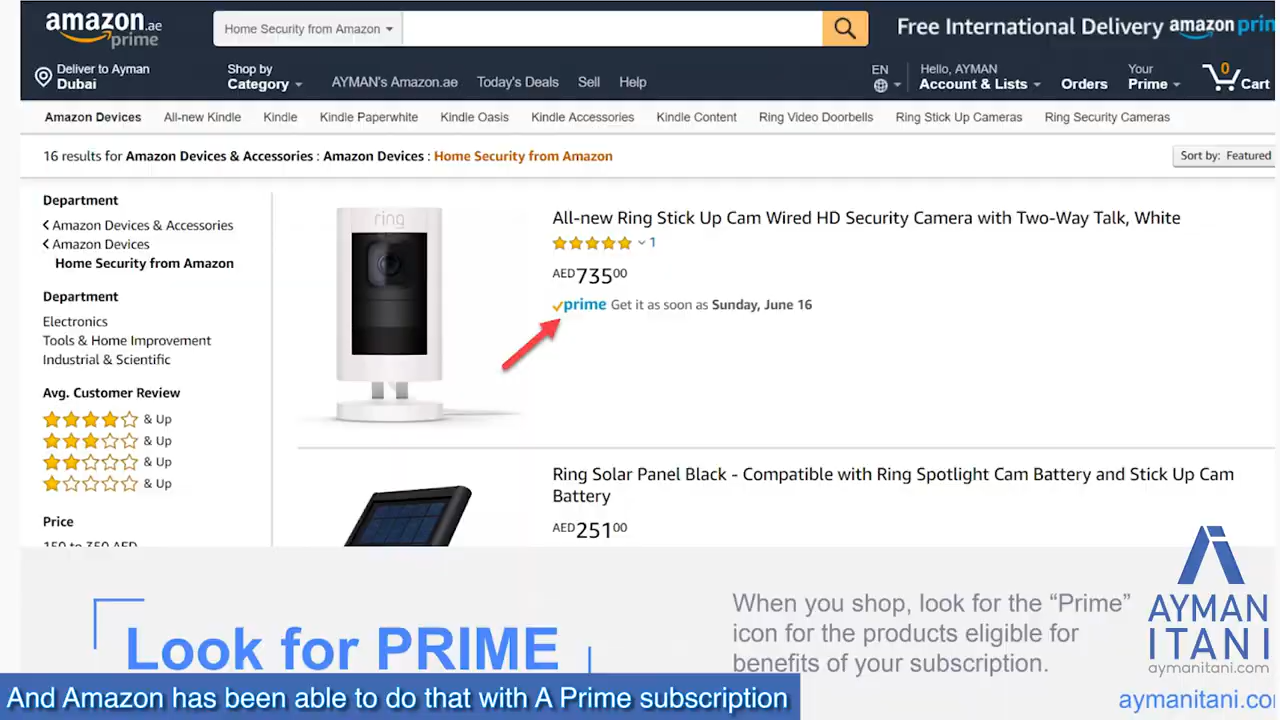 amazon.ae
prime
Home Security from Amazon
Free International Delivery amazon prim
Deliver to Ayman
Dubai
Shop by
Category
AYMAN's Amazon.ae
Today's Deals
Sell
Help
EN
Hello, AYMAN
Account & Lists
Orders
Your
Prime
0
Cart
Amazon Devices
All-new Kindle
Kindle
Kindle Paperwhite
Kindle Oasis
Kindle Accessories
Kindle Content
Ring Video Doorbells
Ring Stick Up Cameras
Ring Security Cameras
16 results for Amazon Devices & Accessories : Amazon Devices : Home Security from Amazon
Sort by: Featured
Department
Amazon Devices & Accessories
Amazon Devices
Home Security from Amazon
Department
Electronics
Tools & Home Improvement
Industrial & Scientific
Avg. Customer Review
& Up
& Up
& Up
& Up
Price
150 to 350 AED
ring
All-new Ring Stick Up Cam Wired HD Security Camera with Two-Way Talk, White
1
AED73500
prime Get it as soon as Sunday, June 16
Ring Solar Panel Black - Compatible with Ring Spotlight Cam Battery and Stick Up Cam
Battery
AED25100
Look for PRIME
When you shop, look for the “Prime”
icon for the products eligible for
benefits of your subscription.
AYMAN
ITANI
aymanitani.com
And Amazon has been able to do that with A Prime subscription
aymanitani.co